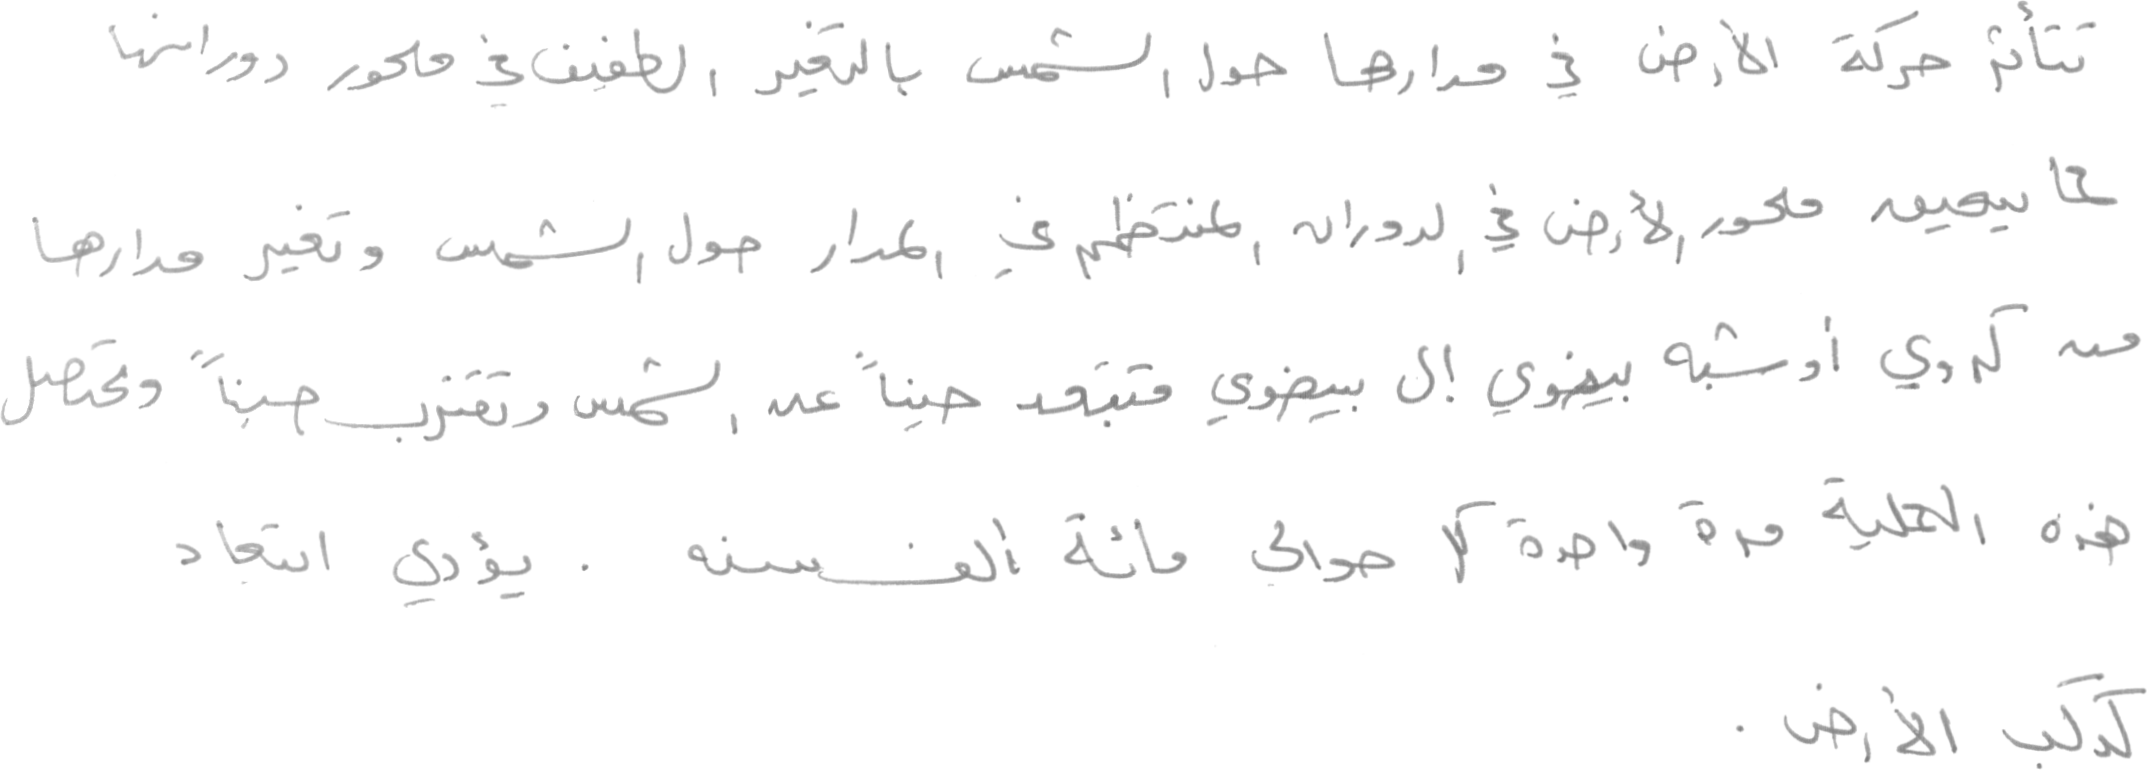 تتأثر حركة الأرض في مدارها حول الشمس بالتغير الطفيف في محور دورانها
مما يعيق محور الأرض في الدوران المنتظم في المدار حول الشمس وتغير مدارها
من كروي أو شبه بيضوي إلى بيضوي فتبتعد حيناً عن الشمس وتقترب حيناً وتحصل
هذه العملية مرة واحدة كل حوالي مائة ألف سنه . يؤدي ابتعاد
كوكب الأرض .